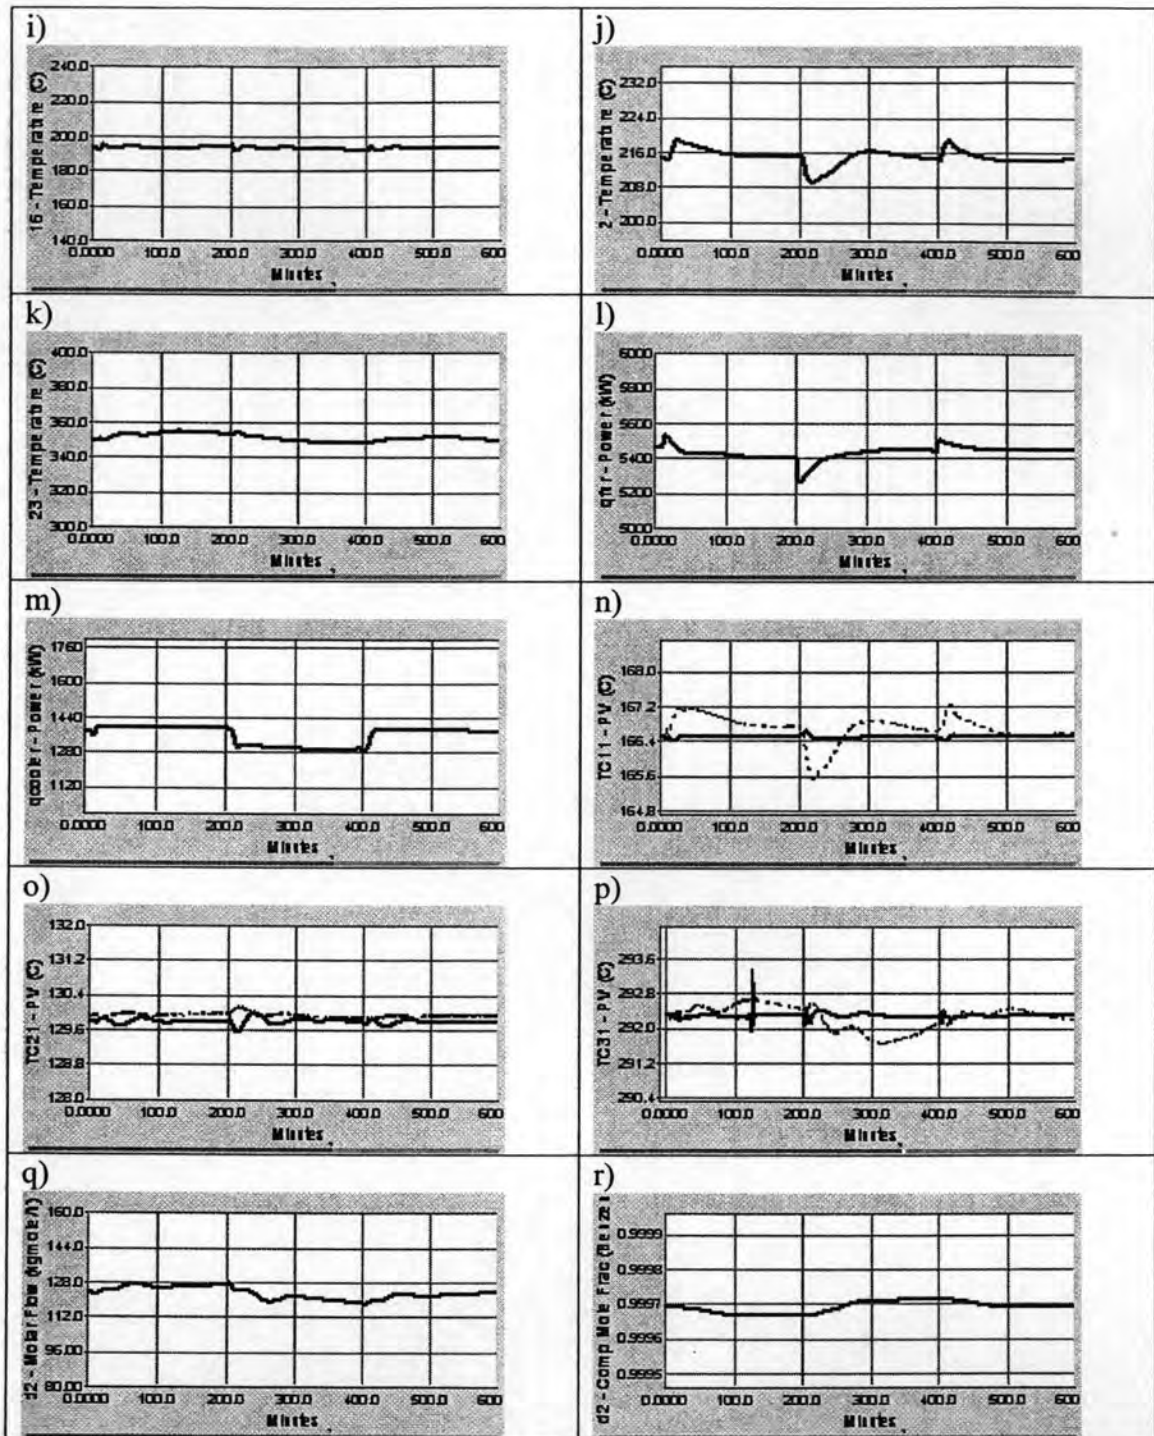 i)
16 - Temperature (C)
240.0
220.0
200.0
190.0
160.0
140.0
0.0000 100.0 200.0 300.0 400.0 500.0 600
Minutes
j)
2 - Temperature (C)
232.0
224.0
216.0
208.0
200.0
0.0000 100.0 200.0 300.0 400.0 500.0 600
Minutes
k)
23 - Temperature (C)
400.0
380.0
360.0
340.0
320.0
300.0
0.0000 100.0 200.0 300.0 400.0 500.0 600
Minutes
l)
Power (kW)
6000
5800
5600
5400
5200
5000
0.0000 100.0 200.0 300.0 400.0 500.0 600
Minutes
m)
qcooler - Power (kW)
1760
1600
1440
1280
1120
0.0000 100.0 200.0 300.0 400.0 500.0 600
Minutes
n)
TC11 - PV (C)
168.0
167.2
166.4
165.6
164.8
0.0000 100.0 200.0 300.0 400.0 500.0 600
Minutes
o)
TC21 - PV (C)
132.0
131.2
130.4
129.6
128.8
128.0
0.0000 100.0 200.0 300.0 400.0 500.0 600
Minutes
p)
TC31 - PV (C)
293.6
292.8
292.0
291.2
290.4
0.0000 100.0 200.0 300.0 400.0 500.0 600
Minutes
q)
d2 - Molar Flow (kgmole/h)
160.0
144.0
128.0
112.0
96.00
80.00
0.0000 100.0 200.0 300.0 400.0 500.0 600
Minutes
r)
d2 - Comp Mole Frac
0.9999
0.9998
0.9997
0.9996
0.9995
0.0000 100.0 200.0 300.0 400.0 500.0 600
Minutes